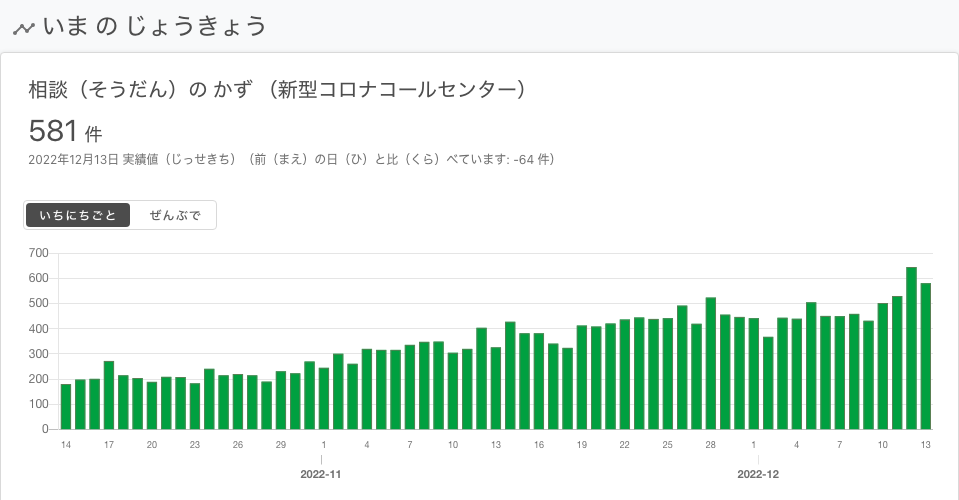 いま の じょうきょう
相談（そうだん）の かず （新型コロナコールセンター）
581 件
2022年12月13日 実績値（じっせきち）（前（まえ）の日（ひ）と比（くら）べています: -64 件）
いちにちごと ぜんぶで
700
600
500
400
300
200
100
0
14 17 20 23 26 29 1 4 7 10 13 16 19 22 25 28 1 4 7 10 13
2022-11 2022-12